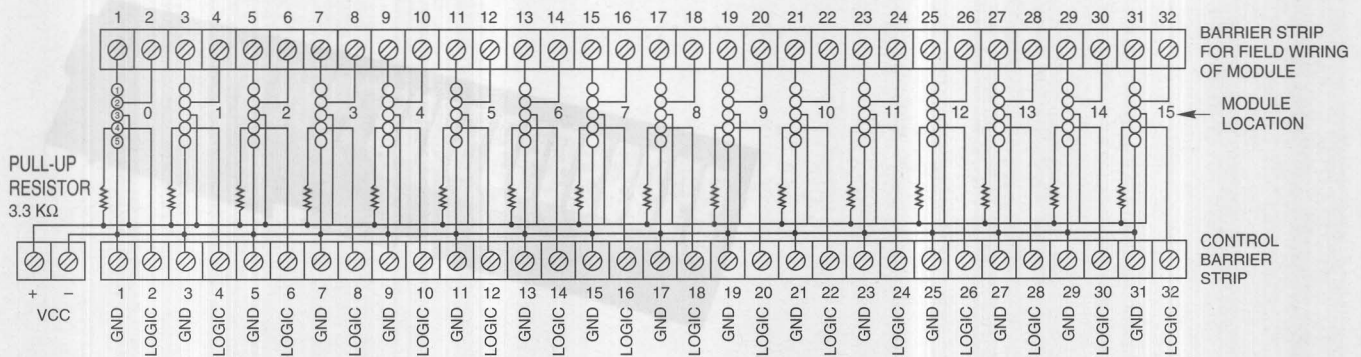 1 2 3 4 5 6 7 8 9 10 11 12 13 14 15 16 17 18 19 20 21 22 23 24 25 26 27 28 29 30 31 32
BARRIER STRIP
FOR FIELD WIRING
OF MODULE
1
2
3
4
5
0 1 2 3 4 5 6 7 8 9 10 11 12 13 14 15
MODULE
LOCATION
PULL-UP
RESISTOR
3.3 KΩ
CONTROL
BARRIER
STRIP
+ −
VCC
1 2 3 4 5 6 7 8 9 10 11 12 13 14 15 16 17 18 19 20 21 22 23 24 25 26 27 28 29 30 31 32
GND LOGIC GND LOGIC GND LOGIC GND LOGIC GND LOGIC GND LOGIC GND LOGIC GND LOGIC GND LOGIC GND LOGIC GND LOGIC GND LOGIC GND LOGIC GND LOGIC GND LOGIC GND LOGIC